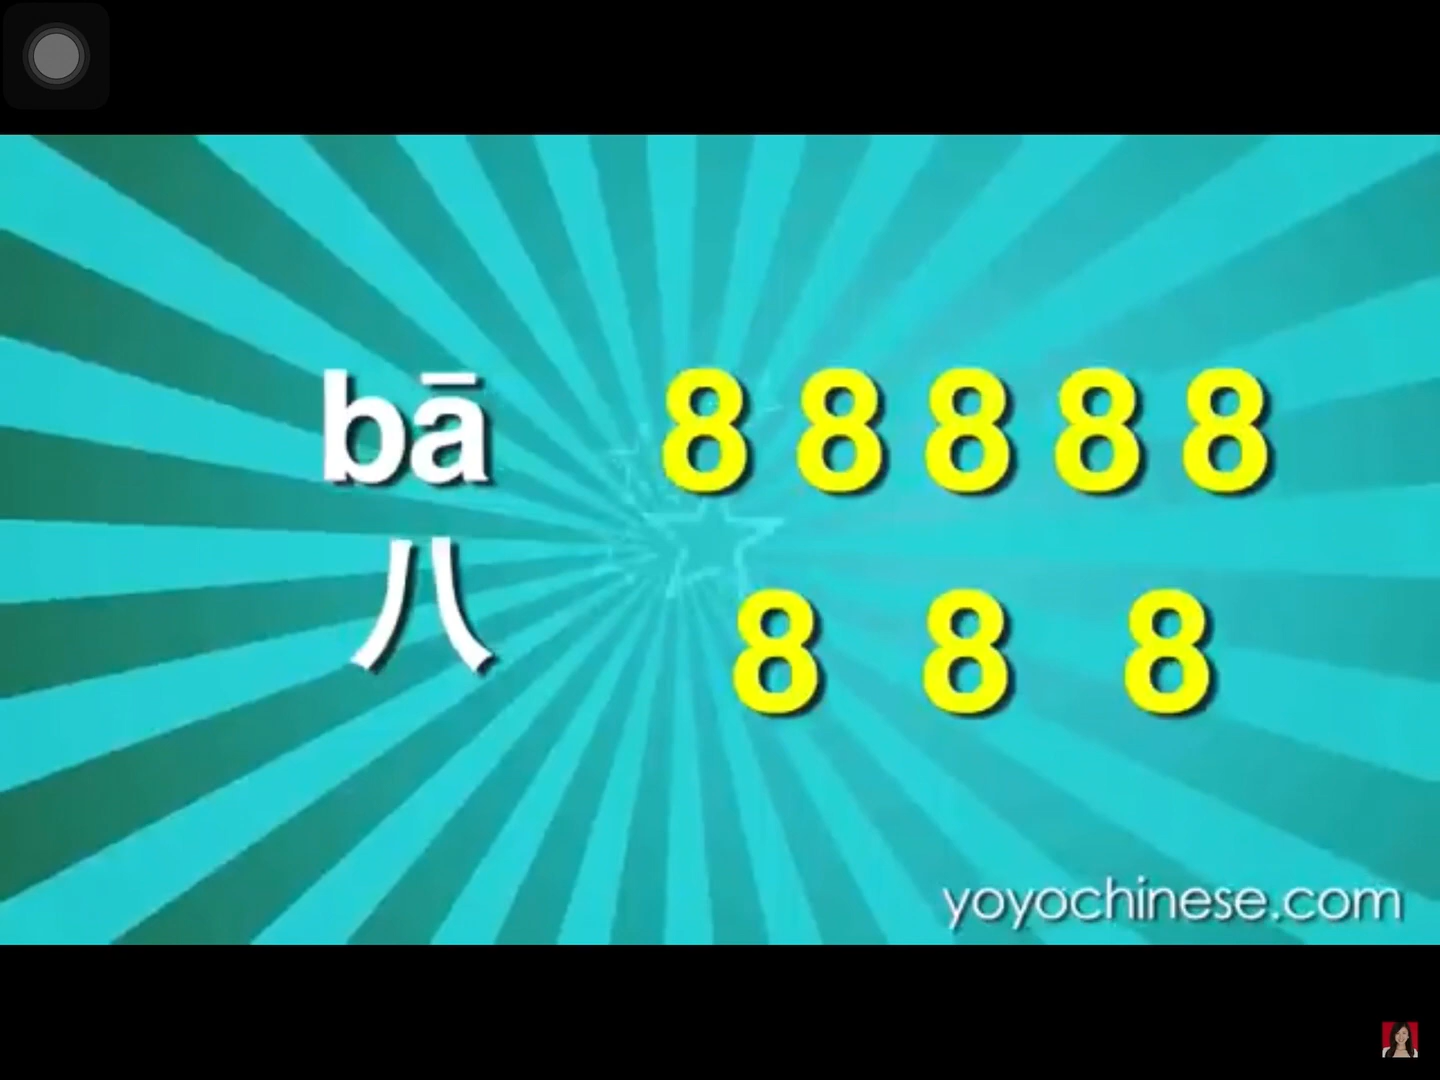 bā
八
8 8 8 8 8
8 8 8
yoyochinese.com